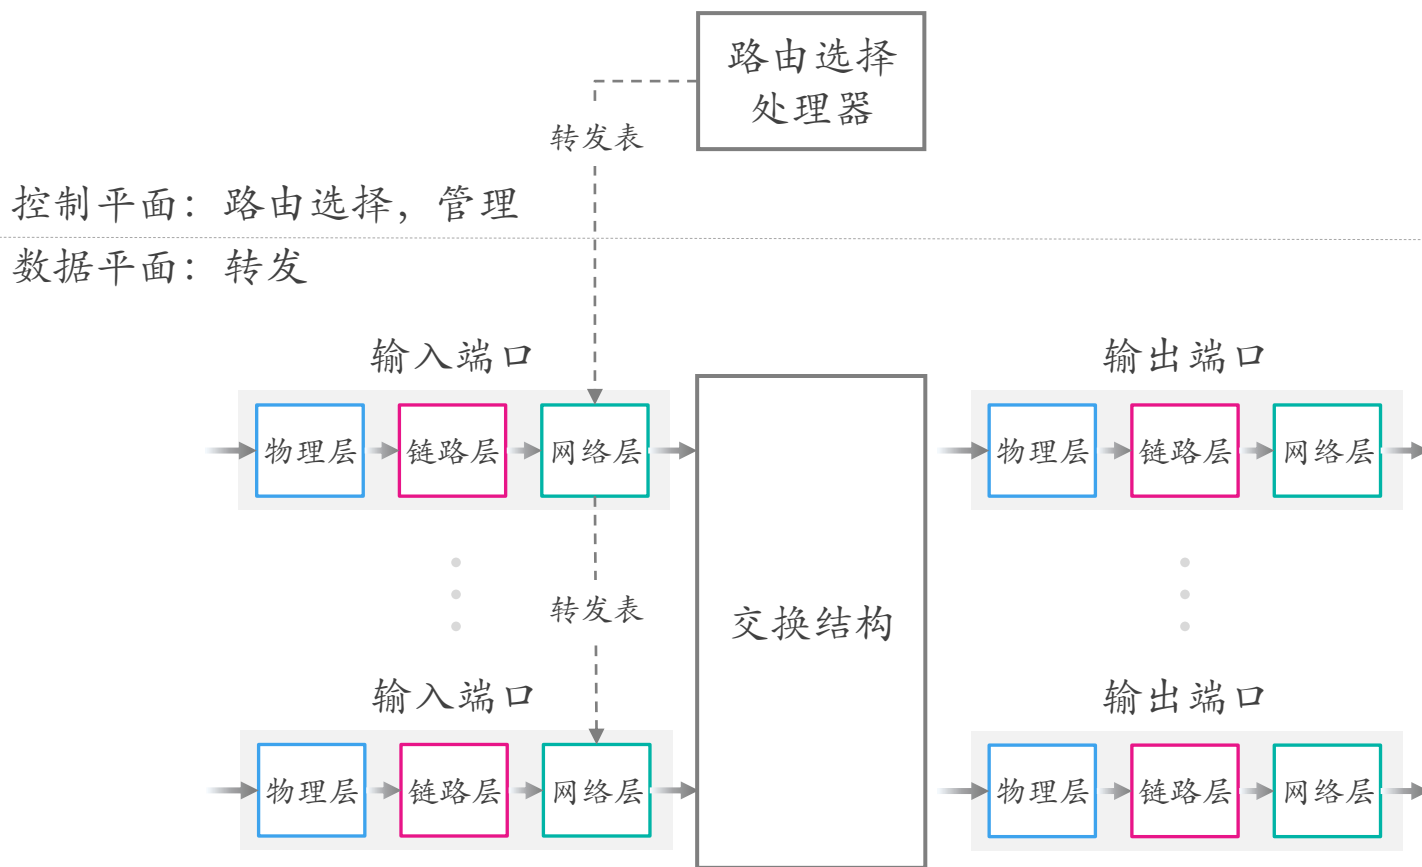 路由选择
处理器
转发表
控制平面：路由选择，管理
数据平面：转发
输入端口
输出端口
物理层
链路层
网络层
物理层
链路层
网络层
转发表
交换结构
输入端口
输出端口
物理层
链路层
网络层
物理层
链路层
网络层